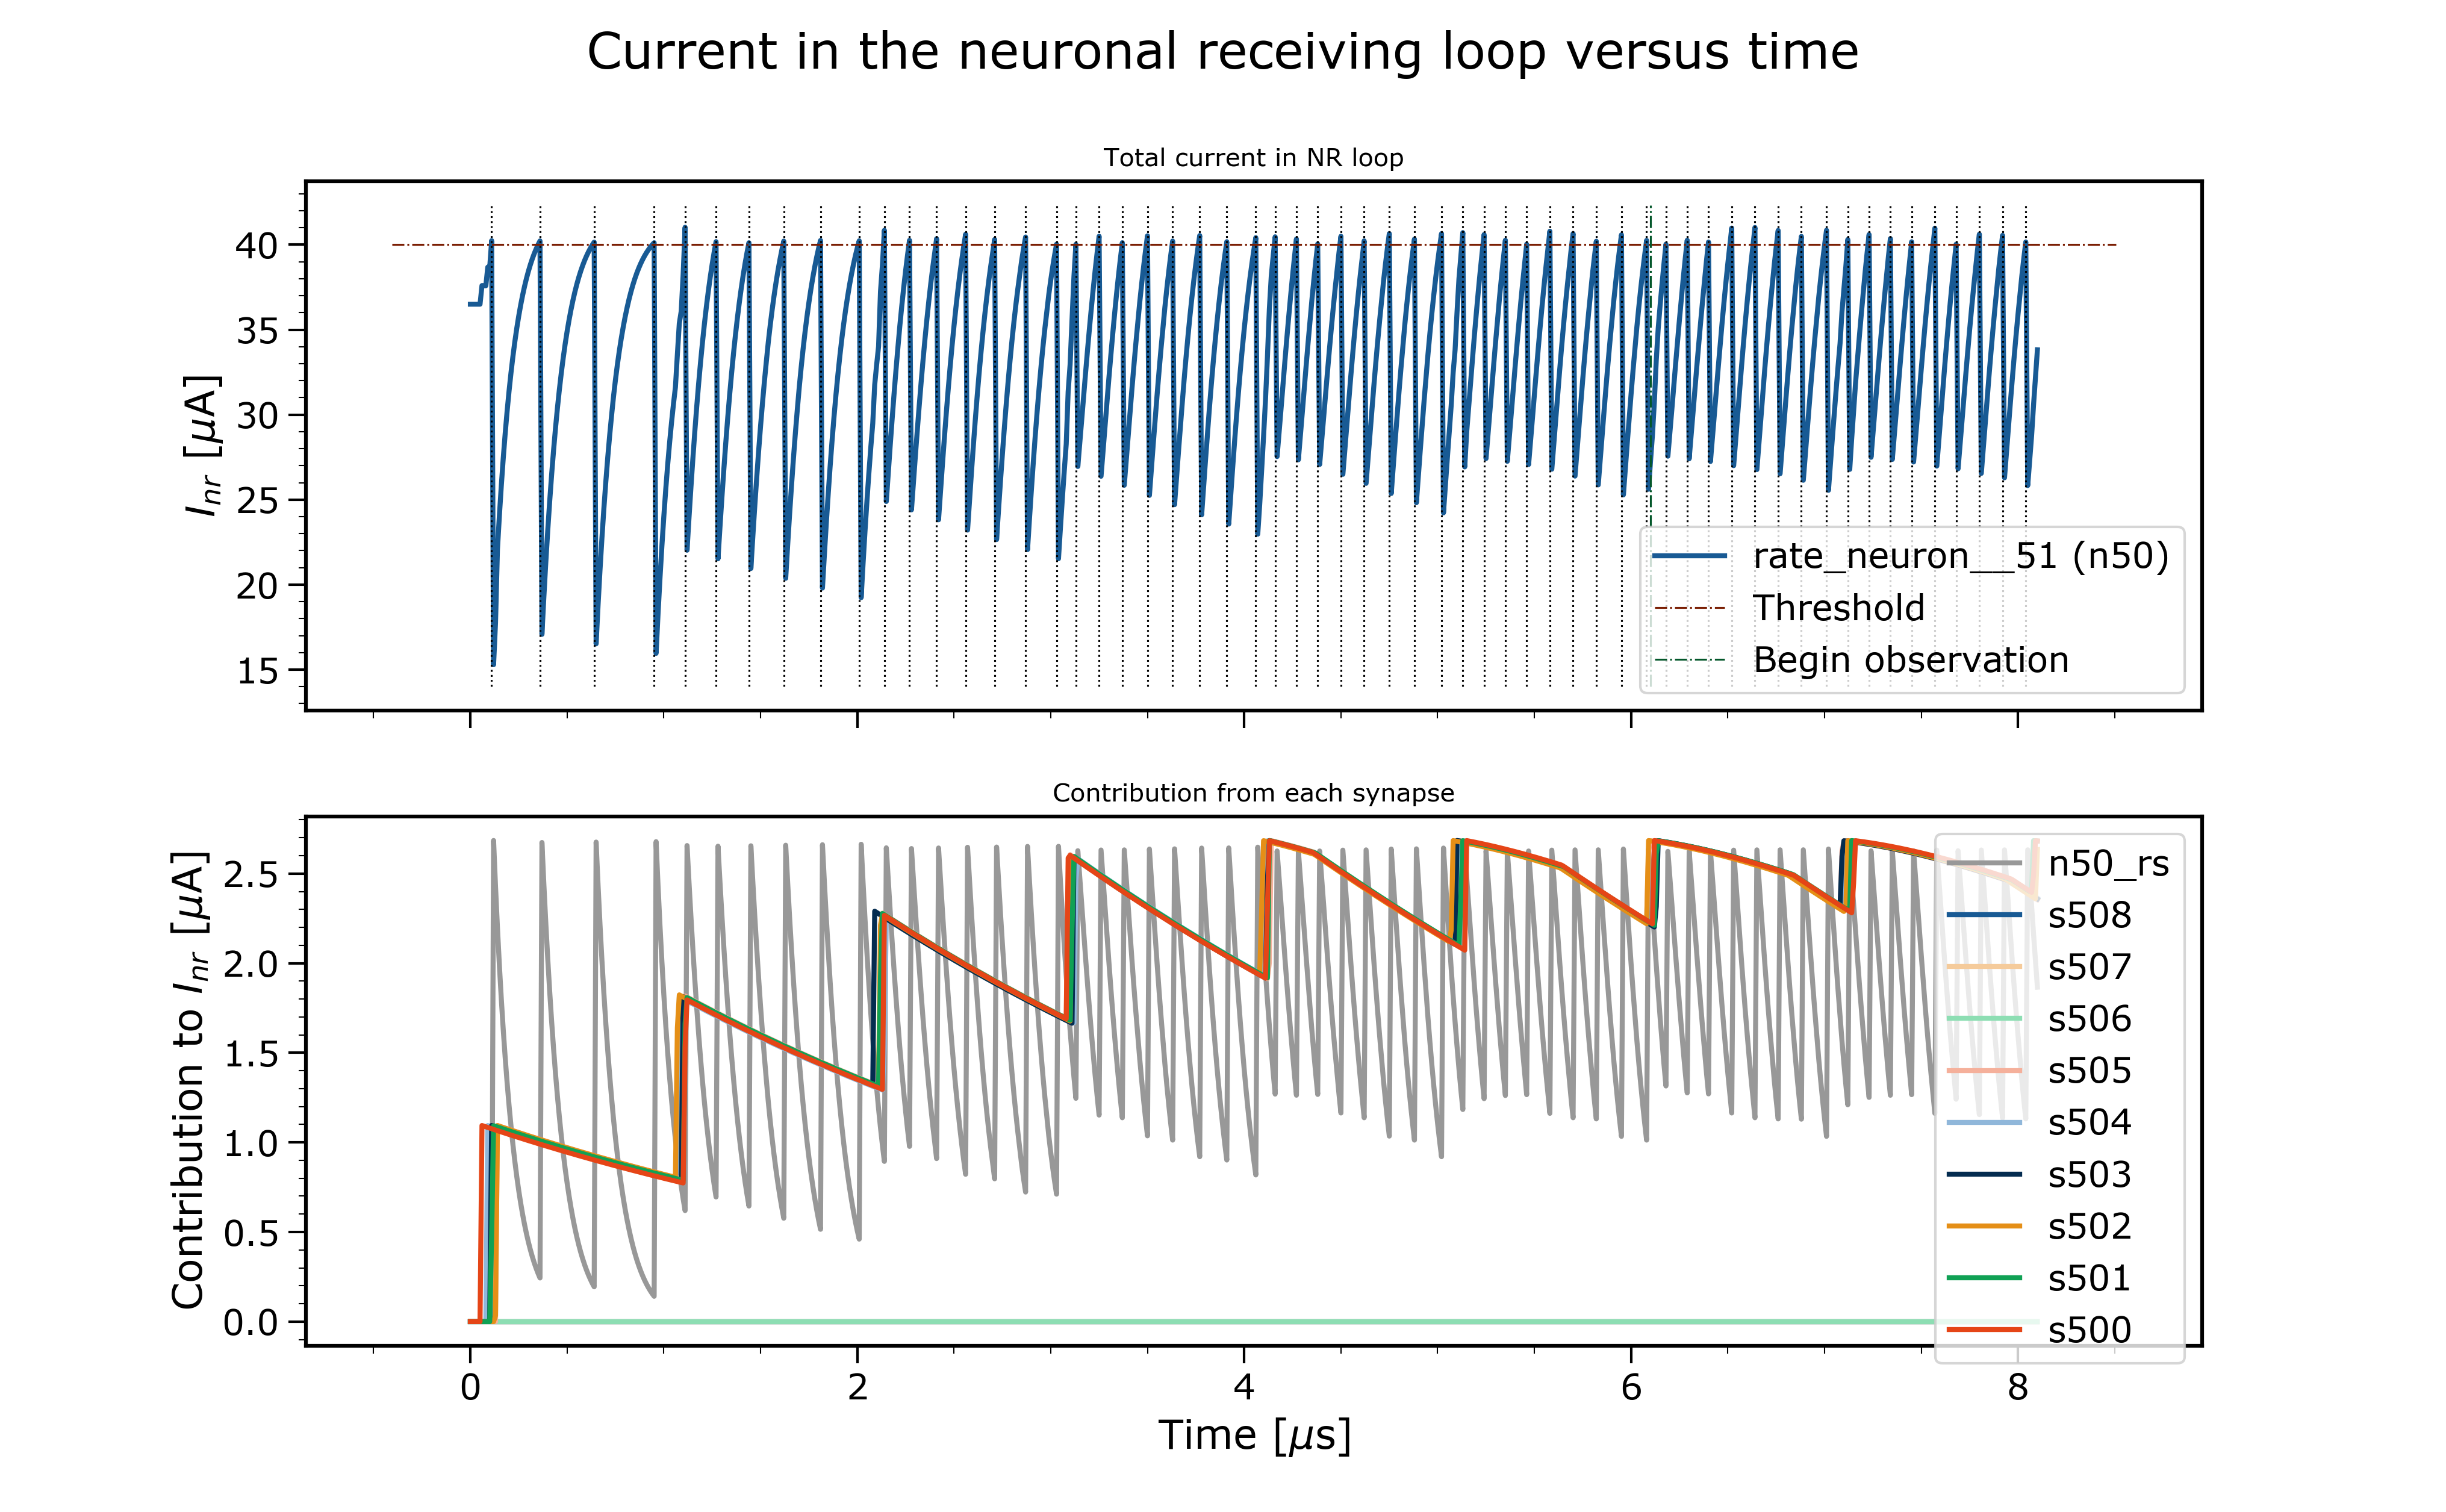 Current in the neuronal receiving loop versus time
Total current in NR loop
40
35
30
25
20
15
I_nr [μA]
rate_neuron___51 (n50)
Threshold
Begin observation
Contribution from each synapse
2.5
2.0
1.5
1.0
0.5
0.0
Contribution to I_nr [μA]
n50_rs
s508
s507
s506
s505
s504
s503
s502
s501
s500
0 2 4 6 8
Time [μs]